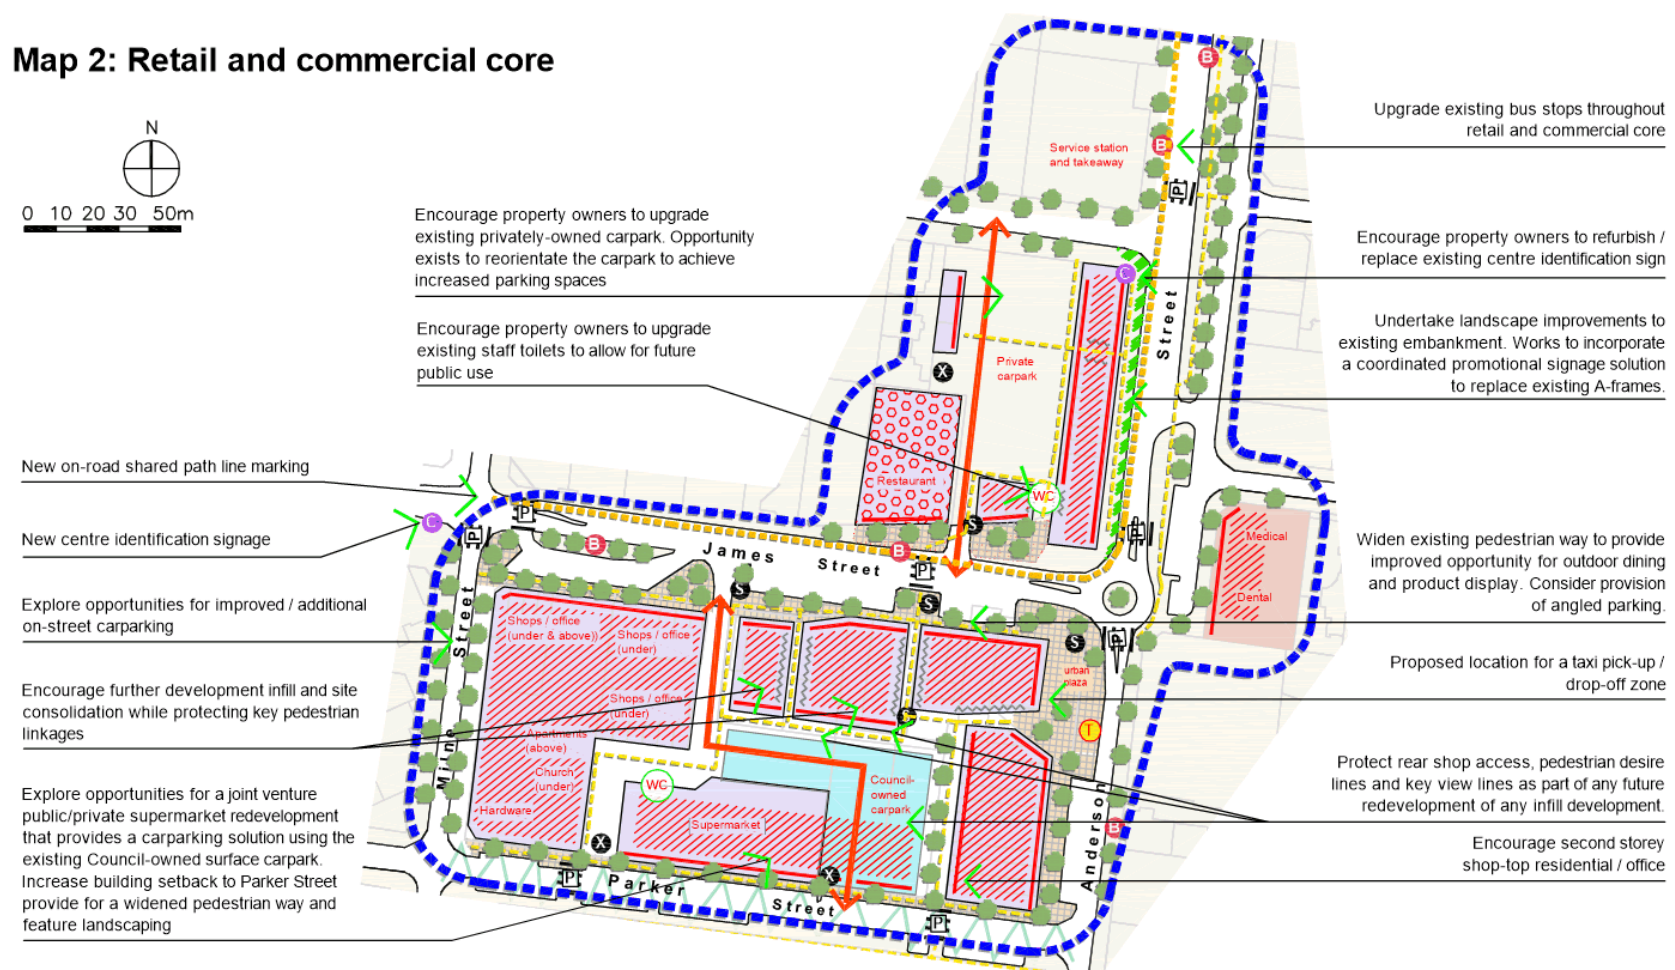 Map 2: Retail and commercial core
N
0 10 20 30 50m
Upgrade existing bus stops throughout
retail and commercial core
Encourage property owners to refurbish /
replace existing centre identification sign
Undertake landscape improvements to
existing embankment. Works to incorporate
a coordinated promotional signage solution
to replace existing A-frames.
Widen existing pedestrian way to provide
improved opportunity for outdoor dining
and product display. Consider provision
of angled parking.
Proposed location for a taxi pick-up /
drop-off zone
Protect rear shop access, pedestrian desire
lines and key view lines as part of any future
redevelopment of any infill development.
Encourage second storey
shop-top residential / office
Encourage property owners to upgrade
existing privately-owned carpark. Opportunity
exists to reorientate the carpark to achieve
increased parking spaces
Encourage property owners to upgrade
existing staff toilets to allow for future
public use
New on-road shared path line marking
New centre identification signage
Explore opportunities for improved / additional
on-street carparking
Encourage further development infill and site
consolidation while protecting key pedestrian
linkages
Explore opportunities for a joint venture
public/private supermarket redevelopment
that provides a carparking solution using the
existing Council-owned surface carpark.
Increase building setback to Parker Street
provide for a widened pedestrian way and
feature landscaping
B
B
Service station
and takeaway
P
C
Street
Private
carpark
X
Restaurant
WC
S
P
C
P
P
B
B
James Street
P
P
Medical
Dental
S
S
S
P
Shops / office
(under & above))
Shops / office
(under)
Shops / office
(under)
Apartments
(above)
Church
(under)
Hardware
WC
Supermarket
Council-
owned
carpark
urban
plaza
T
B
X
X
P
P
Milne Street
Parker Street
Anderson